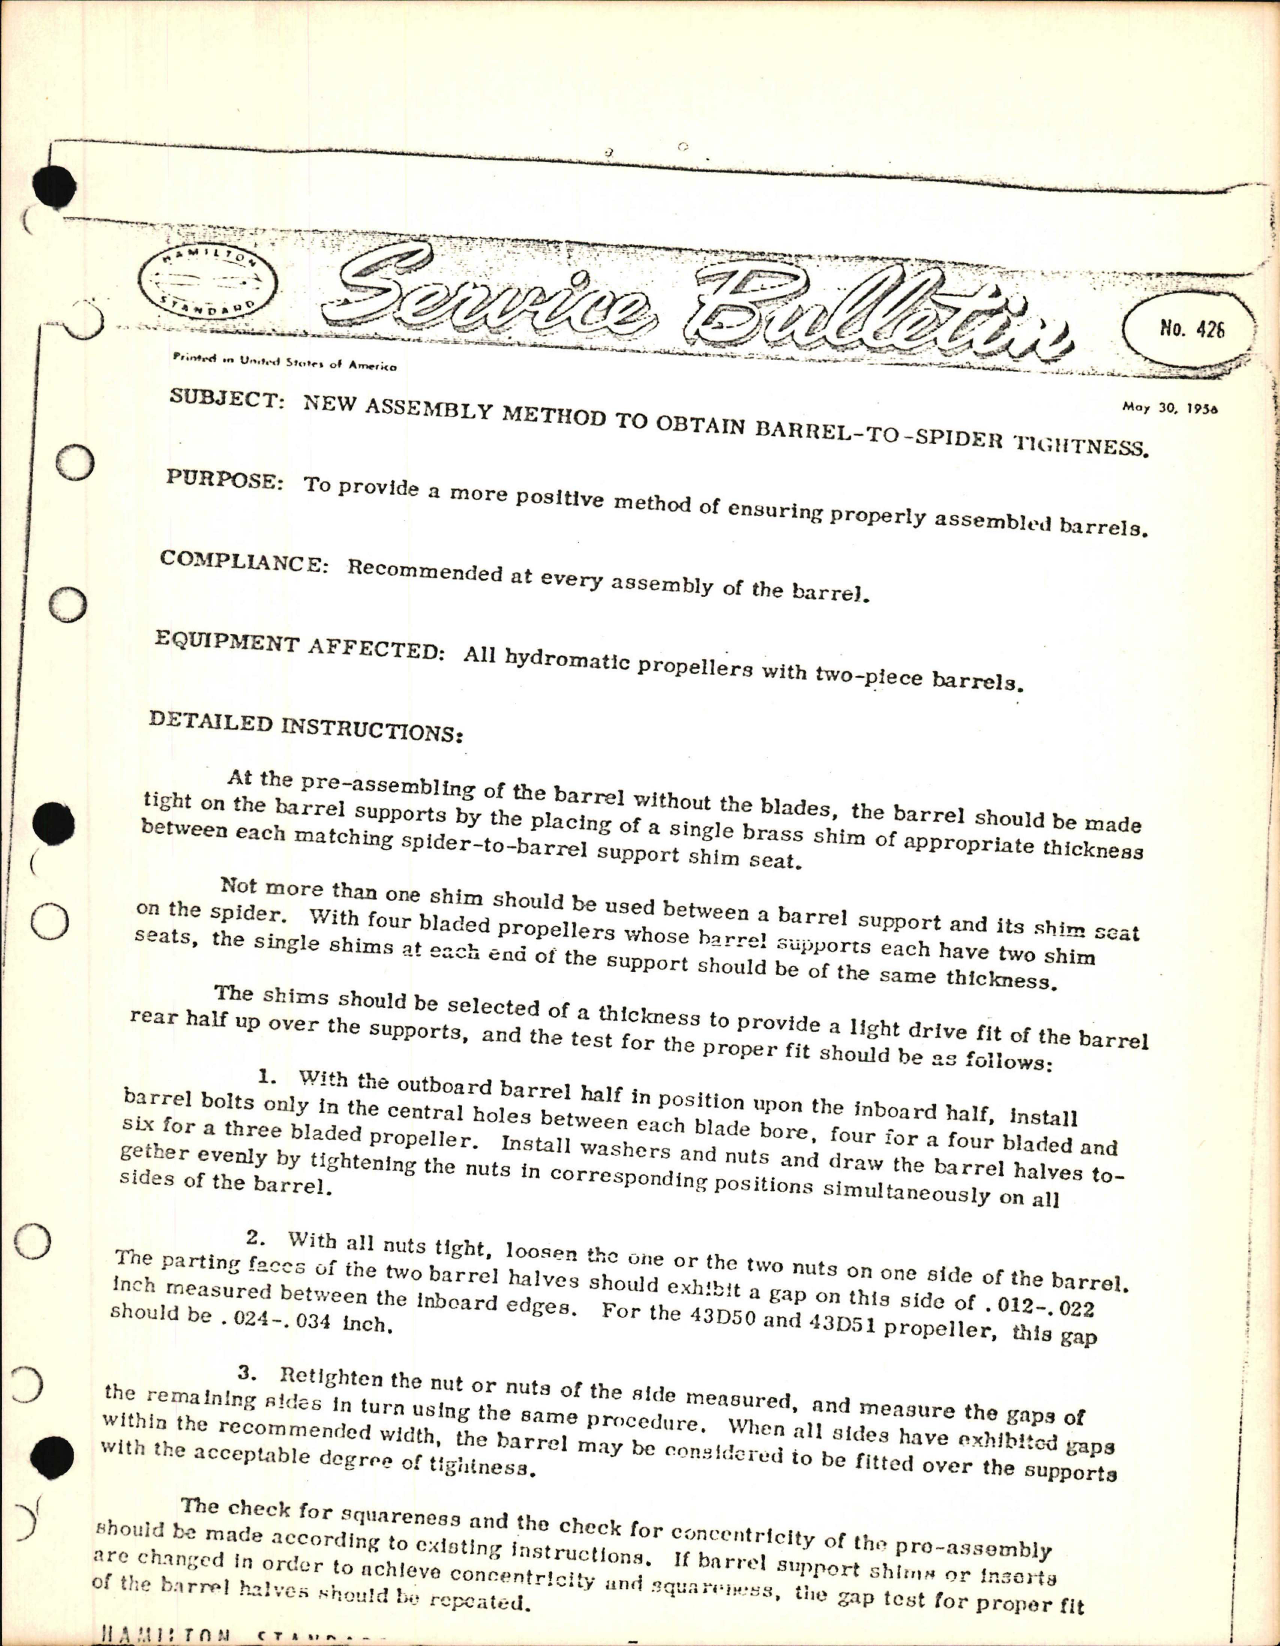 HAMILTON
STANDARD
Service Bulletin
No. 426
Printed in United States of America
May 30, 1956
SUBJECT: NEW ASSEMBLY METHOD TO OBTAIN BARREL-TO-SPIDER TIGHTNESS.
PURPOSE: To provide a more positive method of ensuring properly assembled barrels.
COMPLIANCE: Recommended at every assembly of the barrel.
EQUIPMENT AFFECTED: All hydromatic propellers with two-piece barrels.
DETAILED INSTRUCTIONS:
At the pre-assembling of the barrel without the blades, the barrel should be made
tight on the barrel supports by the placing of a single brass shim of appropriate thickness
between each matching spider-to-barrel support shim seat.
Not more than one shim should be used between a barrel support and its shim seat
on the spider. With four bladed propellers whose barrel supports each have two shim
seats, the single shims at each end of the support should be of the same thickness.
The shims should be selected of a thickness to provide a light drive fit of the barrel
rear half up over the supports, and the test for the proper fit should be as follows:
1. With the outboard barrel half in position upon the inboard half, install
barrel bolts only in the central holes between each blade bore, four for a four bladed and
six for a three bladed propeller. Install washers and nuts and draw the barrel halves to-
gether evenly by tightening the nuts in corresponding positions simultaneously on all
sides of the barrel.
2. With all nuts tight, loosen the one or the two nuts on one side of the barrel.
The parting faces of the two barrel halves should exhibit a gap on this side of .012-.022
inch measured between the inboard edges. For the 43D50 and 43D51 propeller, this gap
should be .024-.034 inch.
3. Retighten the nut or nuts of the side measured, and measure the gaps of
the remaining sides in turn using the same procedure. When all sides have exhibited gaps
within the recommended width, the barrel may be considered to be fitted over the supports
with the acceptable degree of tightness.
The check for squareness and the check for concentricity of the pre-assembly
should be made according to existing instructions. If barrel support shims or inserts
are changed in order to achieve concentricity and squareness, the gap test for proper fit
of the barrel halves should be repeated.
HAMILTON